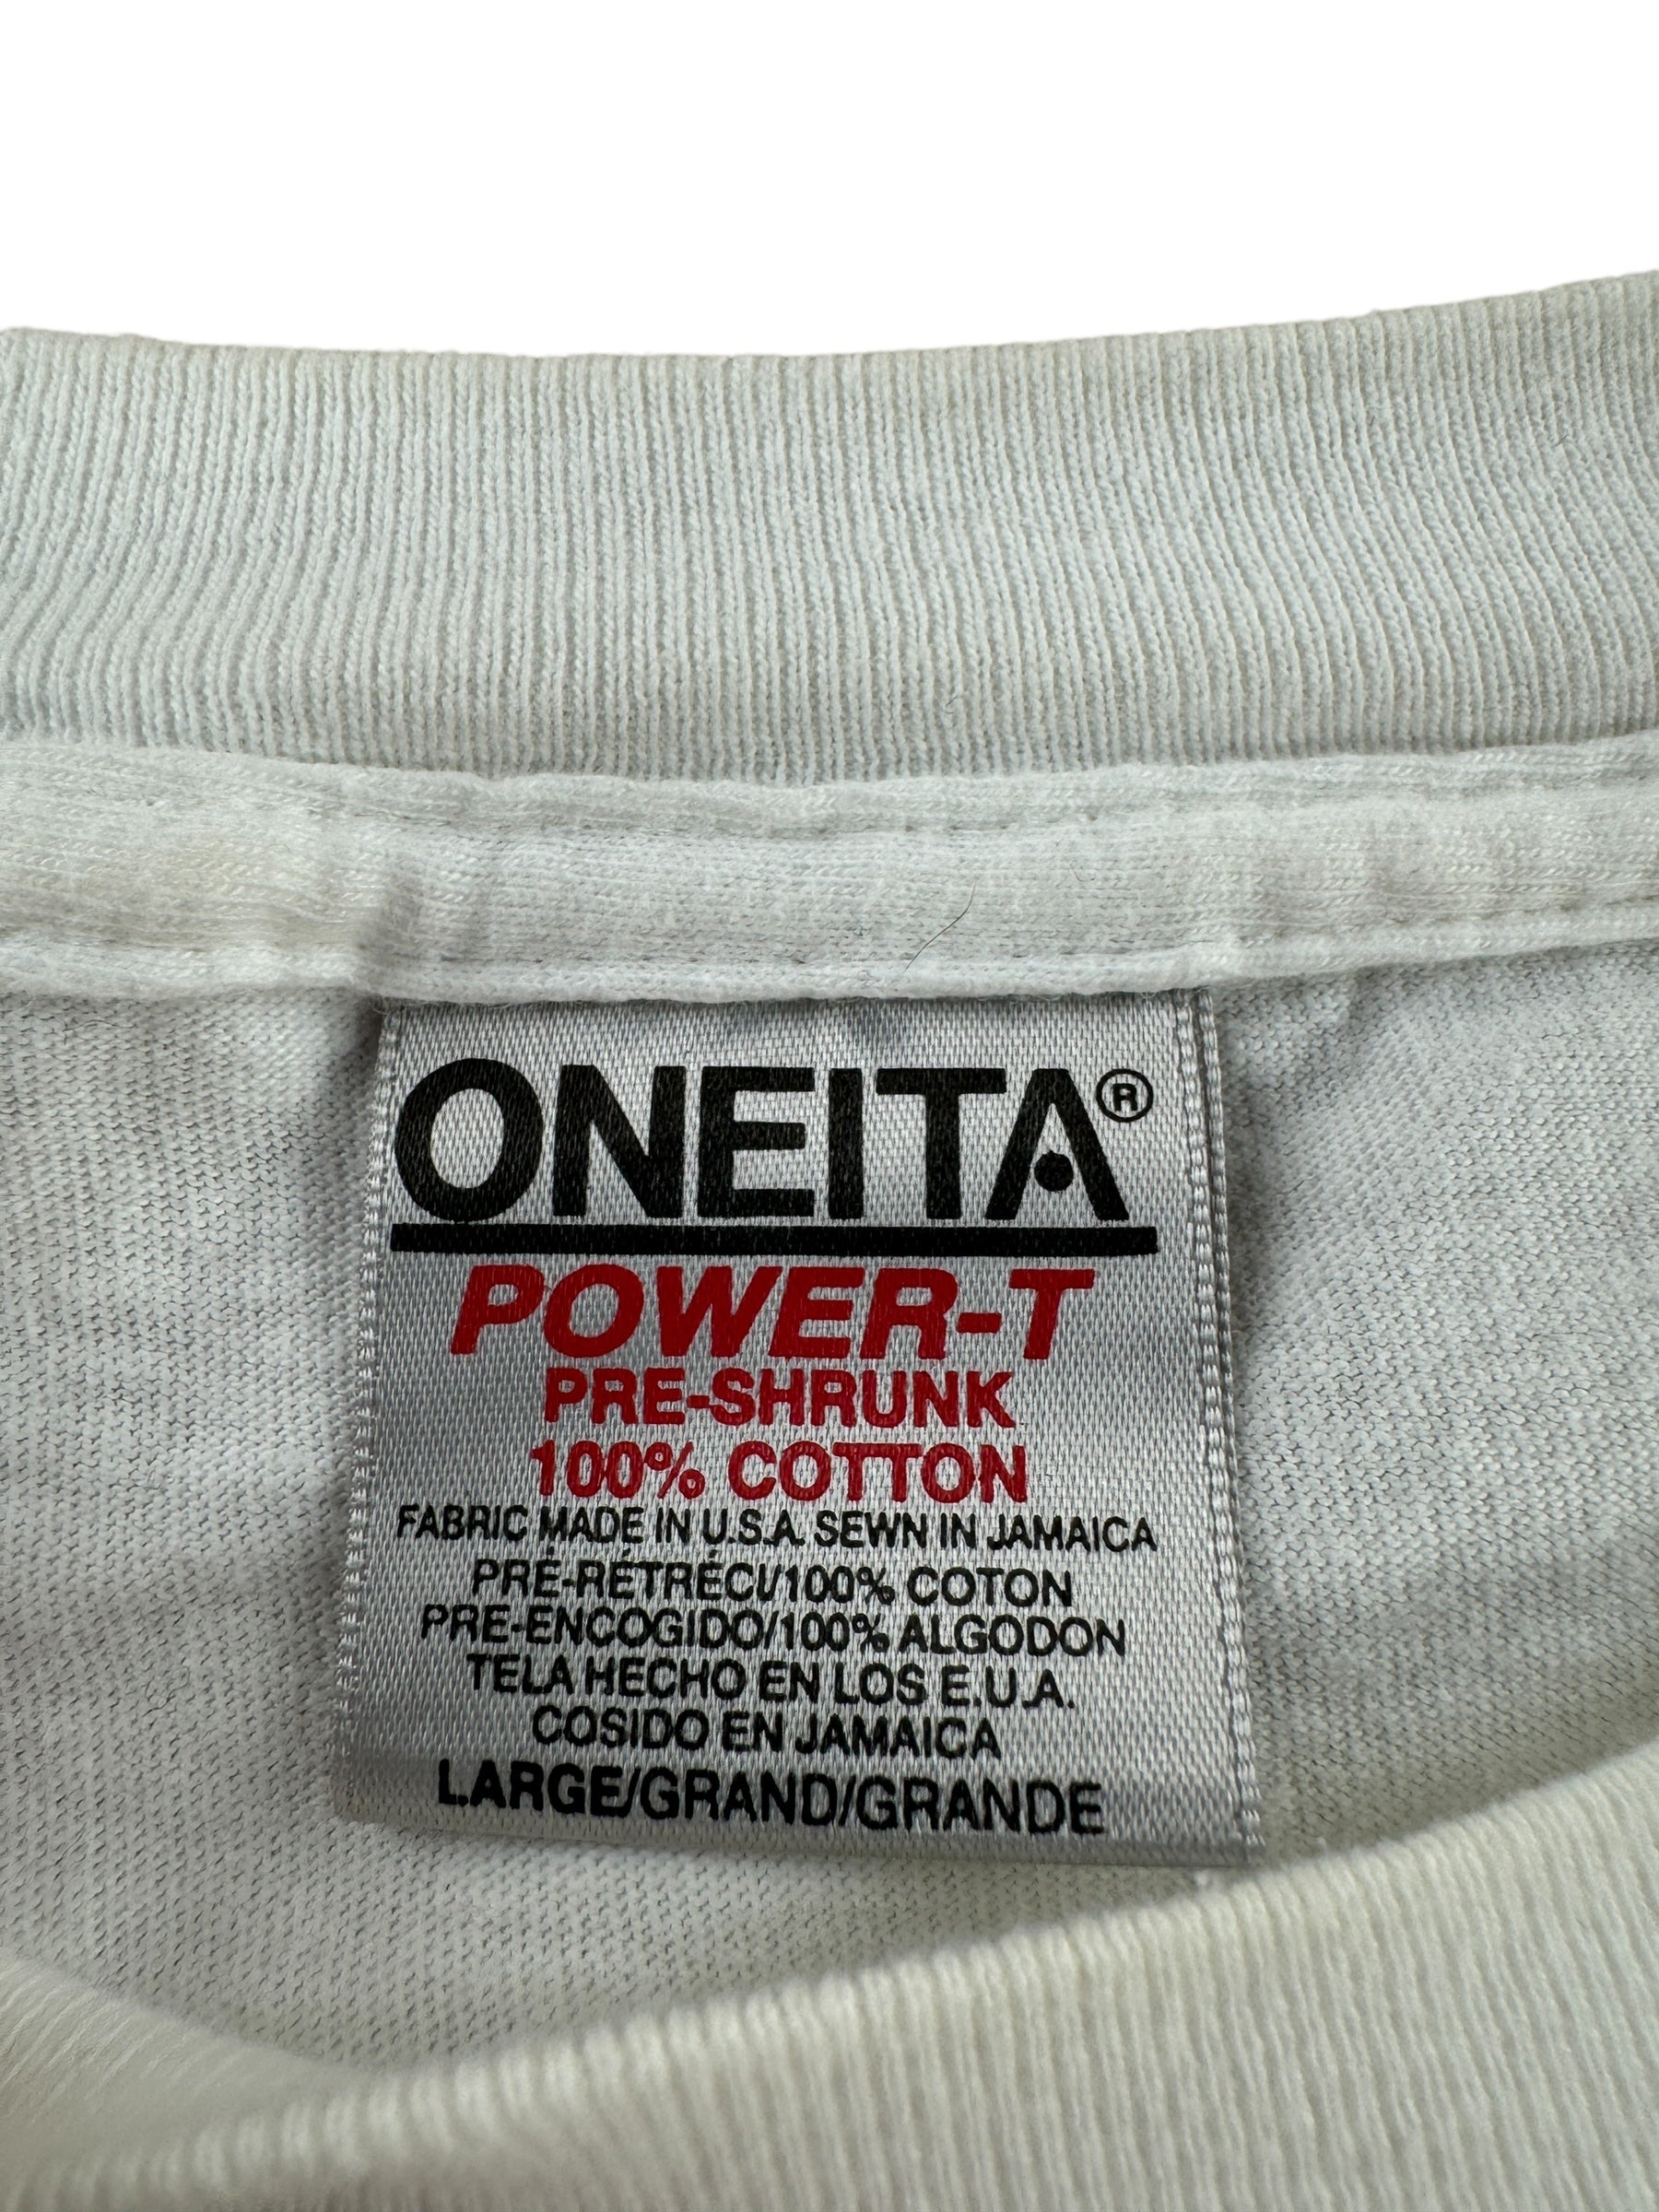 ONEITA®
POWER-T
PRE-SHRUNK
100% COTTON
FABRIC MADE IN U.S.A. SEWN IN JAMAICA
PRÉ-RÉTRÉCI/100% COTON
PRE-ENCOGIDO/100% ALGODON
TELA HECHO EN LOS E.U.A.
COSIDO EN JAMAICA
LARGE/GRAND/GRANDE